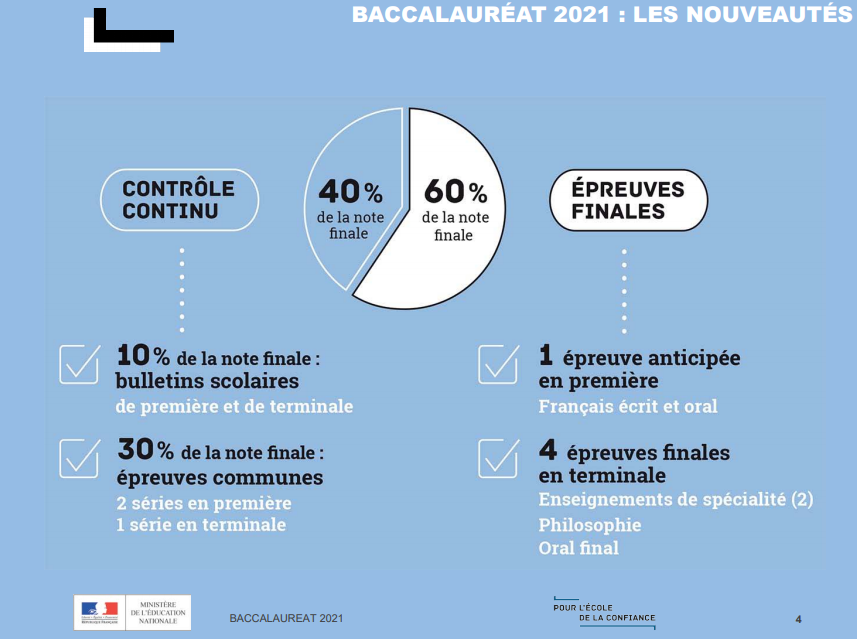 BACCALAURÉAT 2021 : LES NOUVEAUTÉS
CONTRÔLE
CONTINU
40%
de la note
finale
60%
de la note
finale
ÉPREUVES
FINALES
10% de la note finale :
bulletins scolaires
de première et de terminale
30% de la note finale :
épreuves communes
2 séries en première
1 série en terminale
1 épreuve anticipée
en première
Français écrit et oral
4 épreuves finales
en terminale
Enseignements de spécialité (2)
Philosophie
Oral final
MINISTÈRE
DE L'ÉDUCATION
NATIONALE
BACCALAUREAT 2021
POUR L'ÉCOLE
DE LA CONFIANCE
4